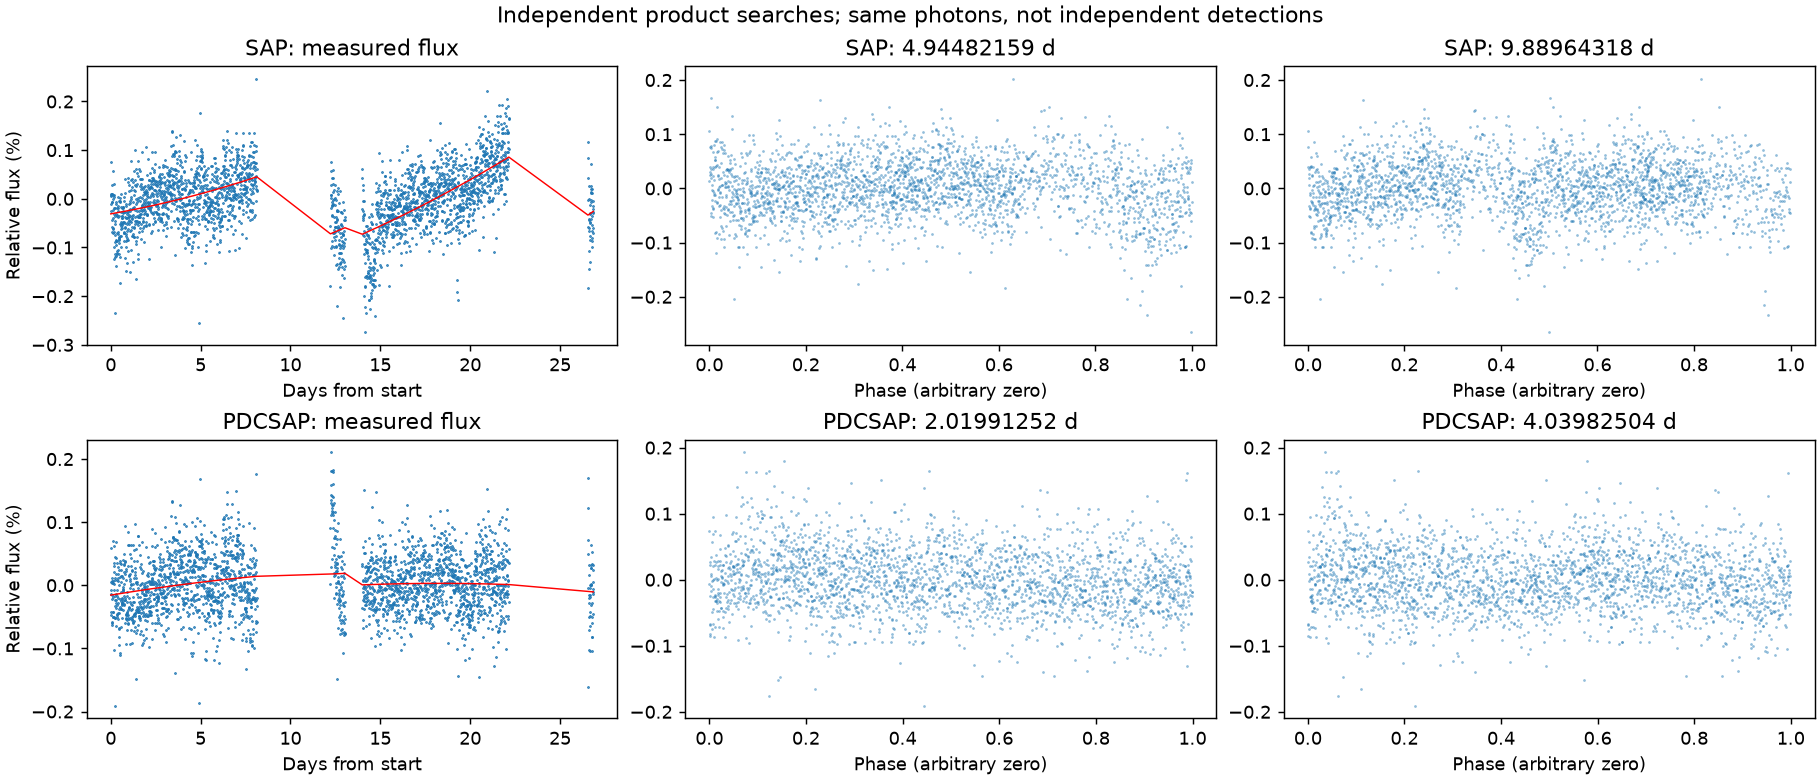 Independent product searches; same photons, not independent detections
SAP: measured flux
SAP: 4.94482159 d
SAP: 9.88964318 d
Relative flux (%)
0.2
0.1
0.0
−0.1
−0.2
−0.3
0.2
0.1
0.0
−0.1
−0.2
0.2
0.1
0.0
−0.1
−0.2
0 5 10 15 20 25
0.0 0.2 0.4 0.6 0.8 1.0
0.0 0.2 0.4 0.6 0.8 1.0
Days from start
Phase (arbitrary zero)
Phase (arbitrary zero)
PDCSAP: measured flux
PDCSAP: 2.01991252 d
PDCSAP: 4.03982504 d
Relative flux (%)
0.2
0.1
0.0
−0.1
−0.2
0.2
0.1
0.0
−0.1
−0.2
0.2
0.1
0.0
−0.1
−0.2
0 5 10 15 20 25
0.0 0.2 0.4 0.6 0.8 1.0
0.0 0.2 0.4 0.6 0.8 1.0
Days from start
Phase (arbitrary zero)
Phase (arbitrary zero)